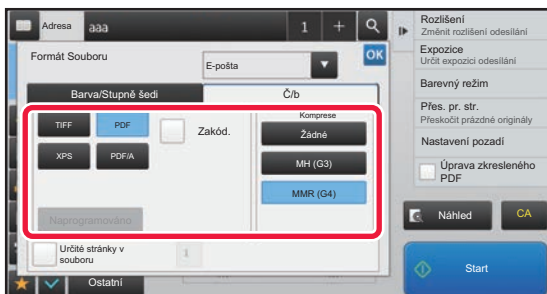 Adresa
aaa
1
Formát Souboru
E-pošta
OK
Barva/Stupně šedi
Č/b
TIFF
PDF
Zakód.
XPS
PDF/A
Naprogramováno
Komprese
Žádné
MH (G3)
MMR (G4)
Určité stránky v
souboru
1
Ostatní
Rozlišení
Změnit rozlišení odesílání
Expozice
Určit expozici odesílání
Barevný režim
Přes. pr. str.
Přeskočit prázdné originály
Nastavení pozadí
Úprava zkresleného
PDF
Náhled
CA
Start